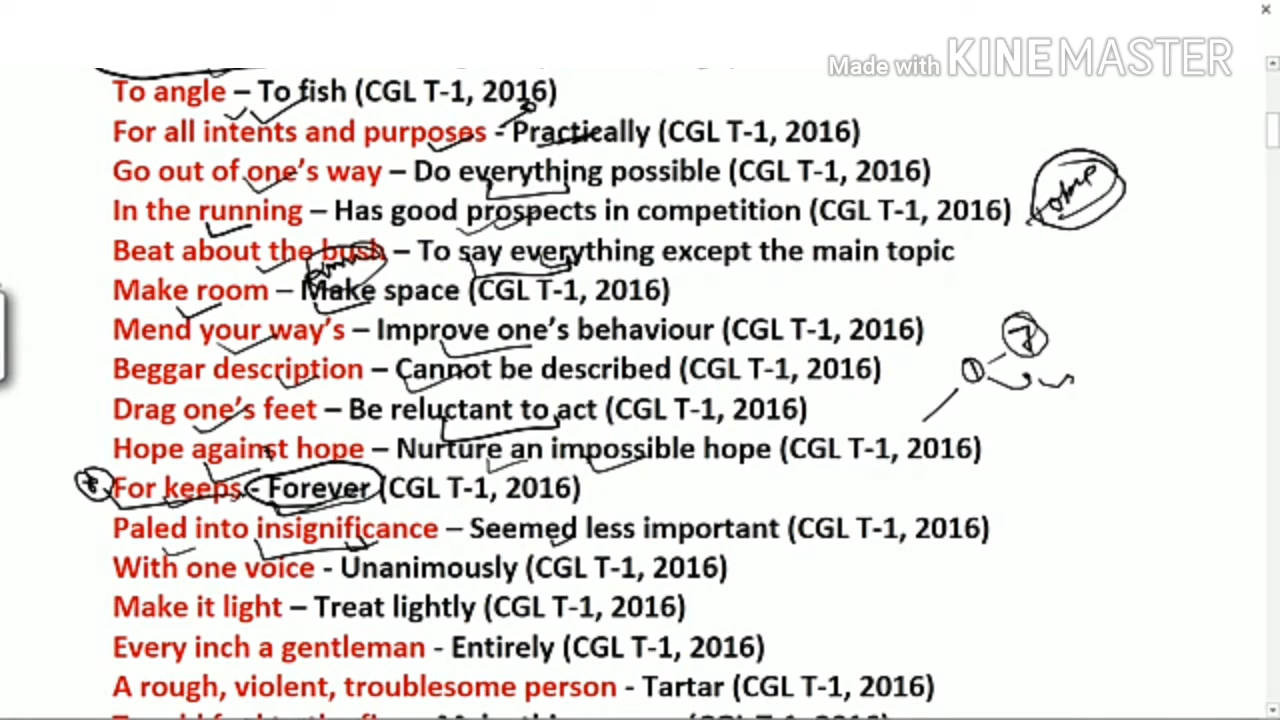 Made with KINEMASTER
To angle – To fish (CGL T-1, 2016)
For all intents and purposes - Practically (CGL T-1, 2016)
Go out of one's way – Do everything possible (CGL T-1, 2016)
In the running – Has good prospects in competition (CGL T-1, 2016)
Beat about the bush – To say everything except the main topic
Make room – Make space (CGL T-1, 2016)
Mend your way's – Improve one's behaviour (CGL T-1, 2016)
Beggar description – Cannot be described (CGL T-1, 2016)
Drag one's feet – Be reluctant to act (CGL T-1, 2016)
Hope against hope – Nurture an impossible hope (CGL T-1, 2016)
For keeps - Forever (CGL T-1, 2016)
Paled into insignificance – Seemed less important (CGL T-1, 2016)
With one voice - Unanimously (CGL T-1, 2016)
Make it light – Treat lightly (CGL T-1, 2016)
Every inch a gentleman - Entirely (CGL T-1, 2016)
A rough, violent, troublesome person - Tartar (CGL T-1, 2016)